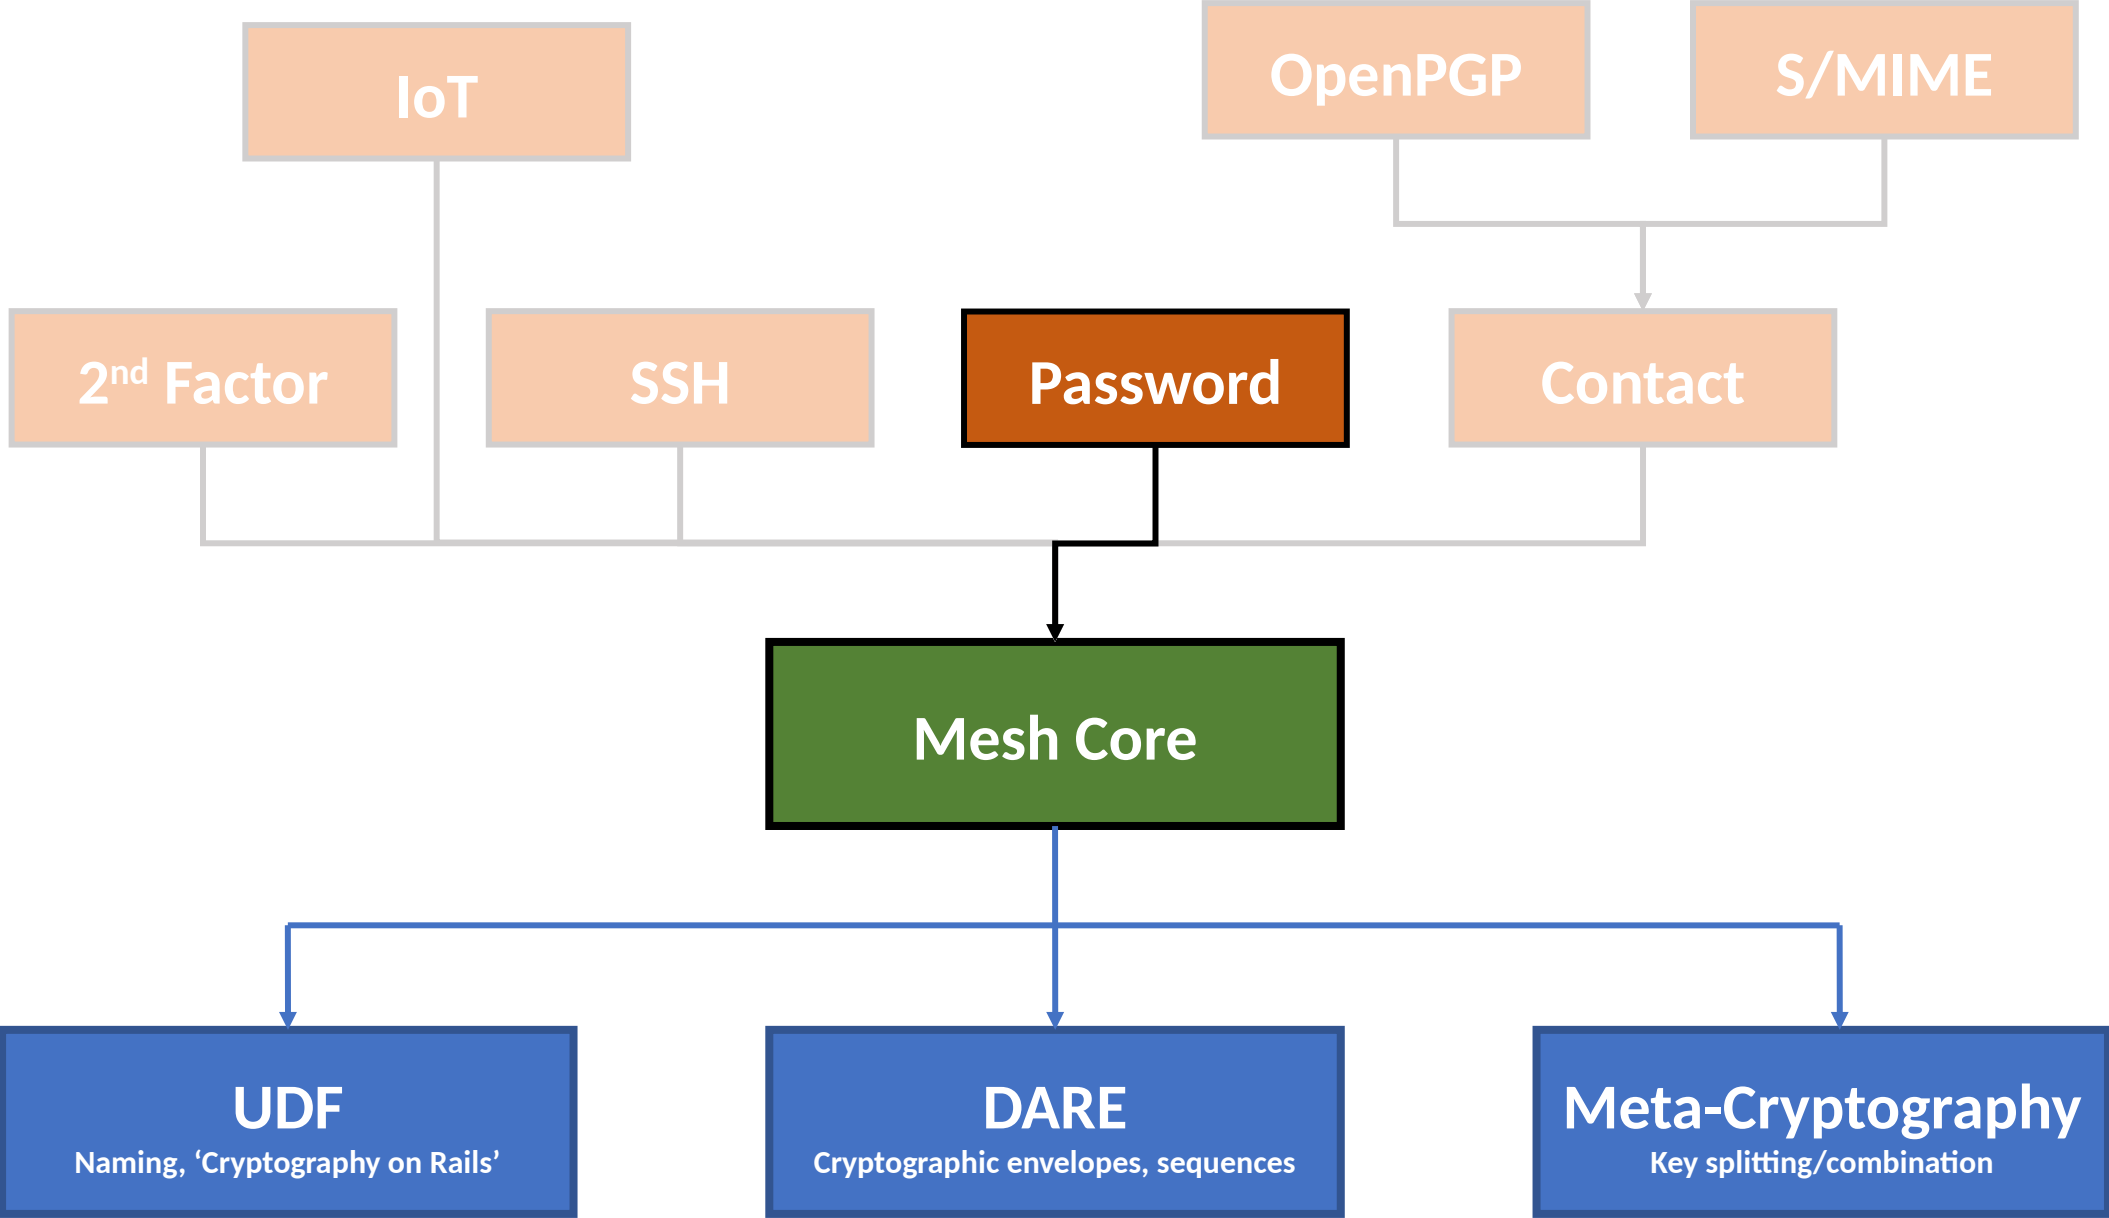 IoT
OpenPGP
S/MIME
2nd Factor
SSH
Password
Contact
Mesh Core
UDF
Naming, ‘Cryptography on Rails’
DARE
Cryptographic envelopes, sequences
Meta-Cryptography
Key splitting/combination